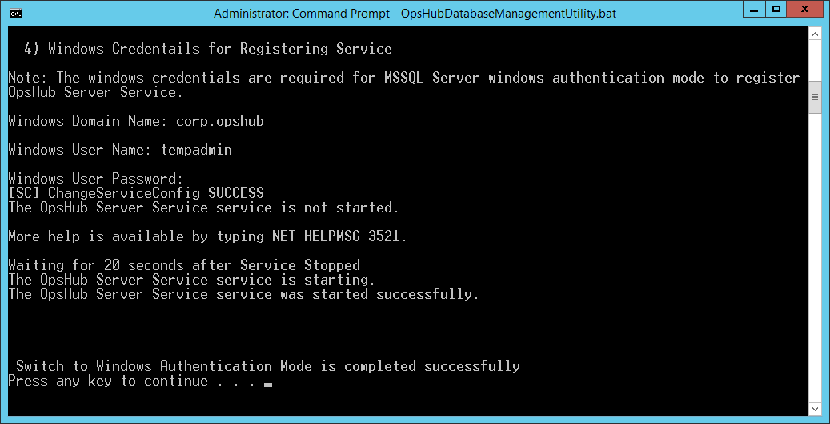 Administrator: Command Prompt - OpsHubDatabaseManagementUtility.bat
4) Windows Credentails for Registering Service
Note: The windows credentials are required for MSSQL Server windows authentication mode to register
OpsHub Server Service.
Windows Domain Name: corp.opshub
Windows User Name: tempadmin
Windows User Password:
[SC] ChangeServiceConfig SUCCESS
The OpsHub Server Service service is not started.
More help is available by typing NET HELPMSG 3521.
Waiting for 20 seconds after Service Stopped
The OpsHub Server Service service is starting.
The OpsHub Server Service service was started successfully.
Switch to Windows Authentication Mode is completed successfully
Press any key to continue . . .